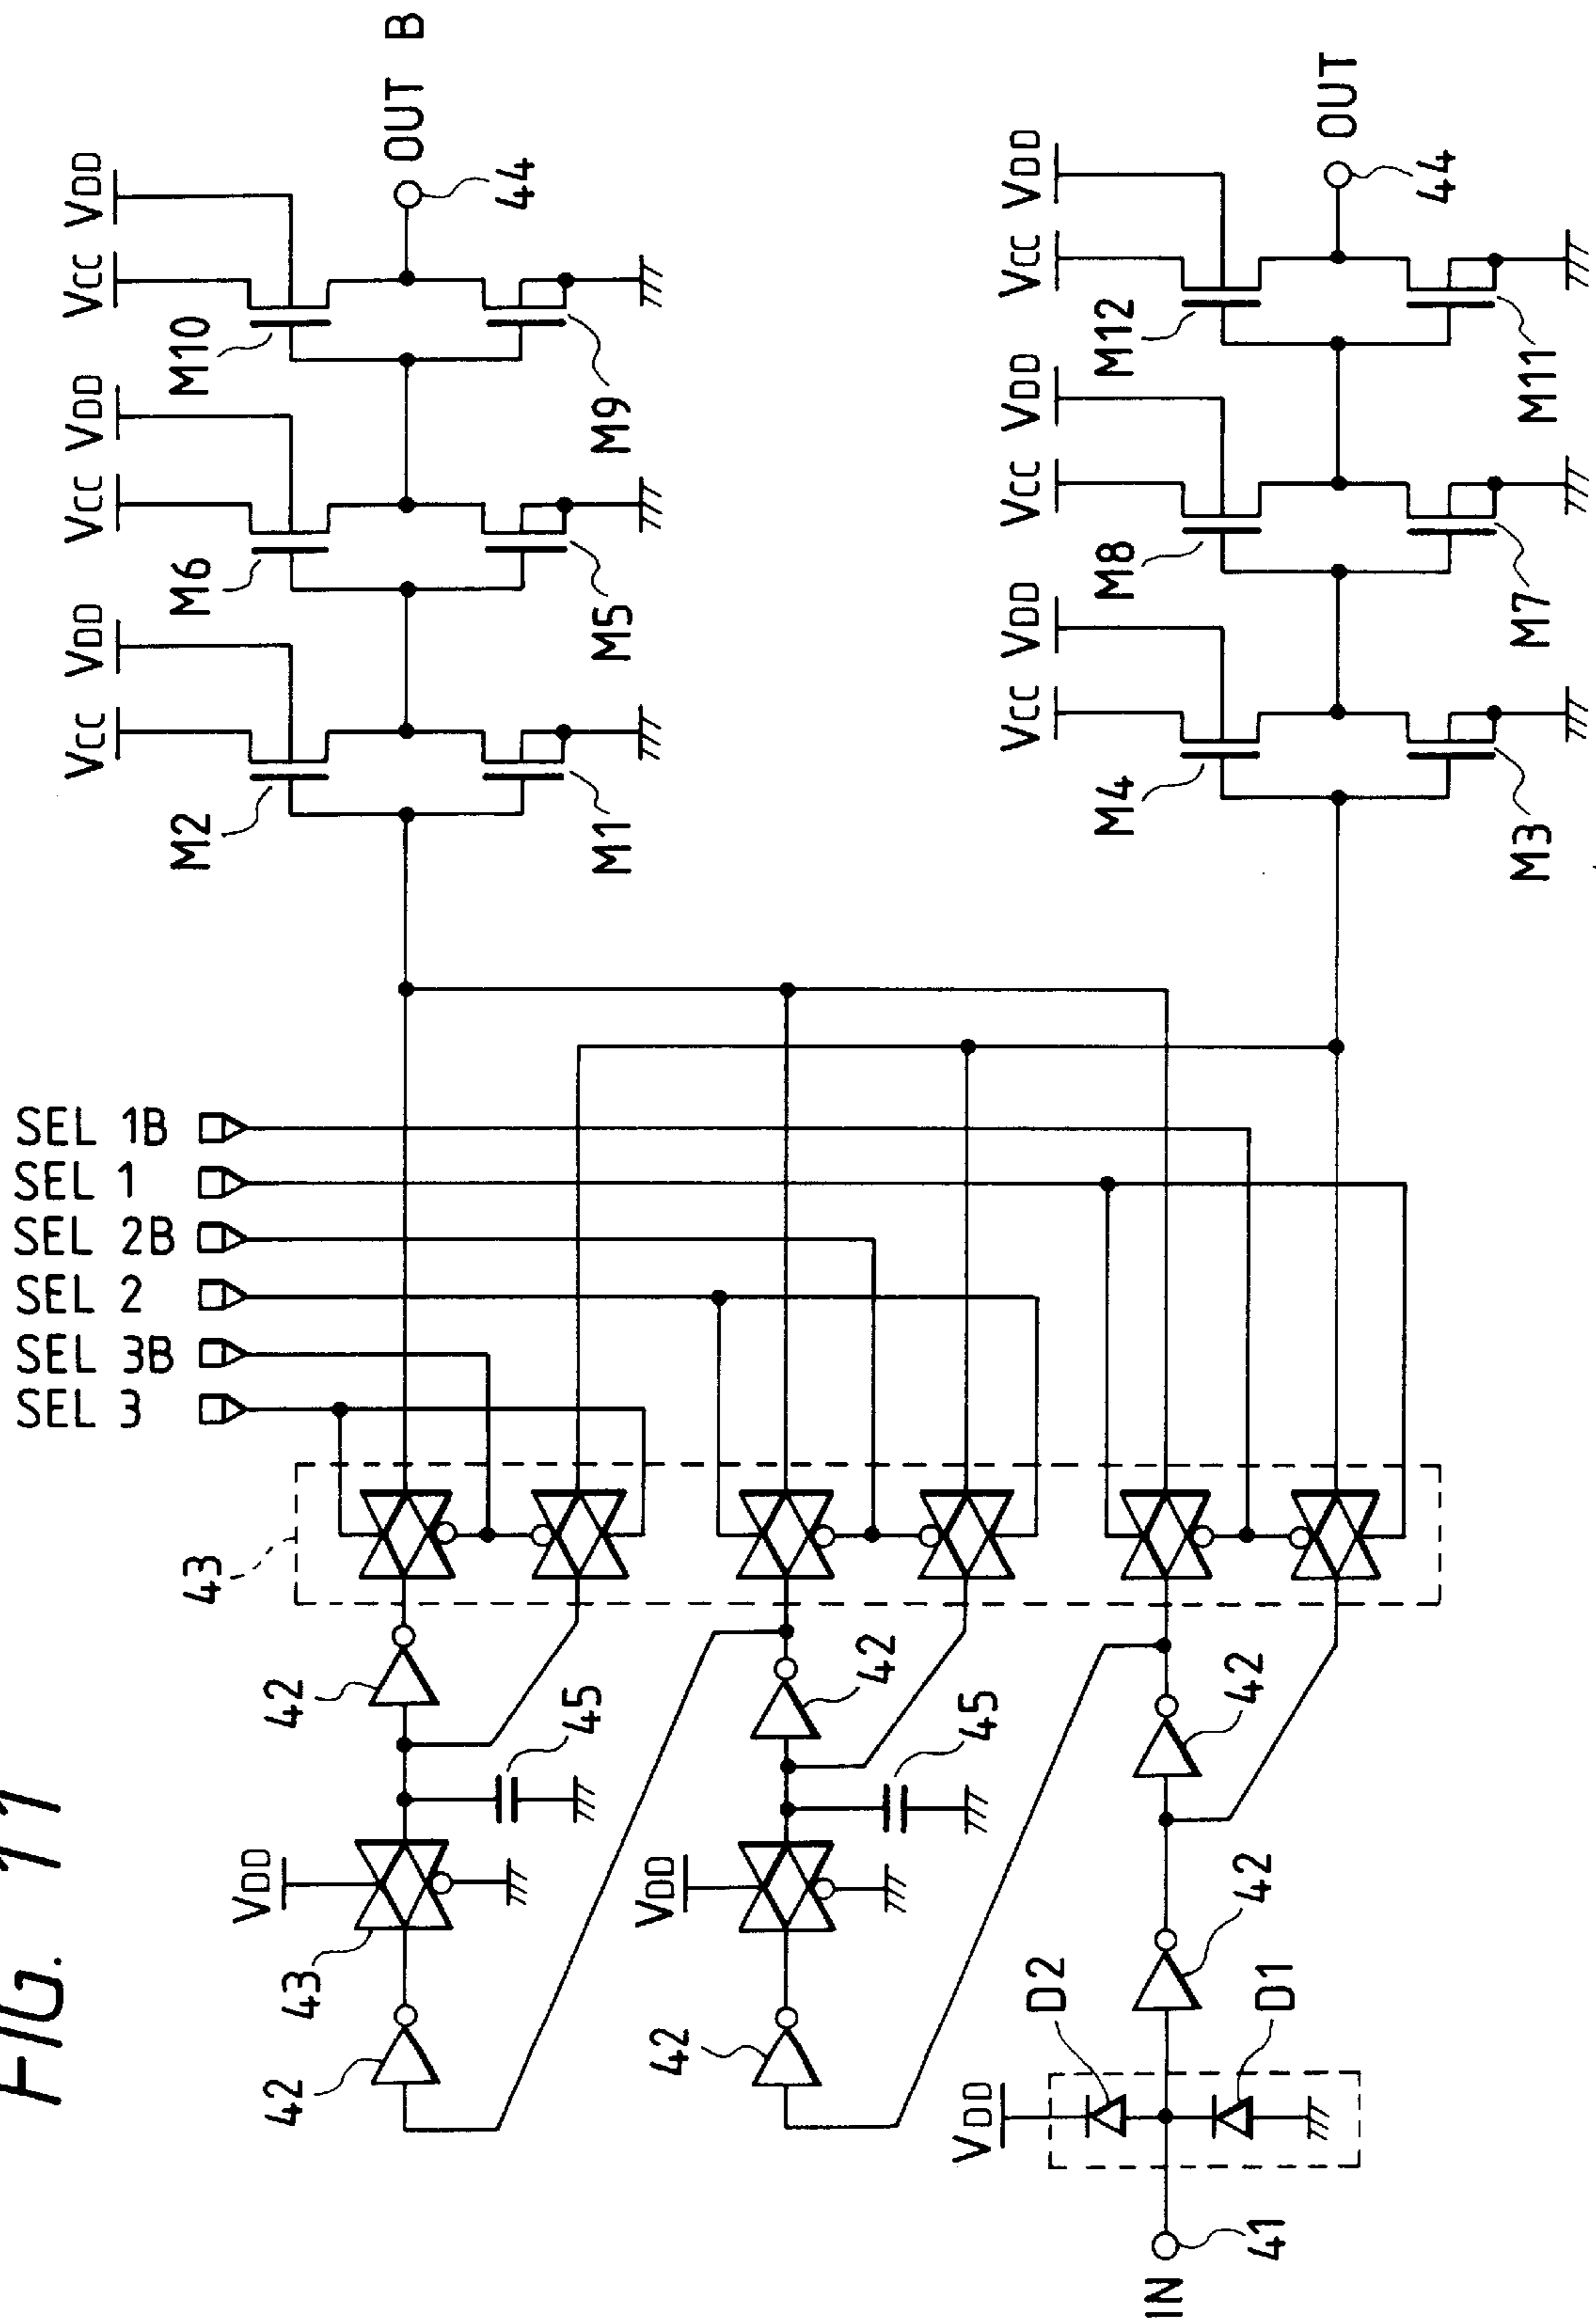 FIG. 11
SEL 1B
SEL 1
SEL 2B
SEL 2
SEL 3B
SEL 3
VCC VDD
VCC VDD
VCC VDD
M2
M6
M10
M1
M5
M9
OUT B
44
VCC VDD
VCC VDD
VCC VDD
M4
M8
M12
M3
M7
M11
OUT
44
43
42
VDD
43
42
45
42
VDD
42
45
42
42
VDD
D2
D1
IN
41